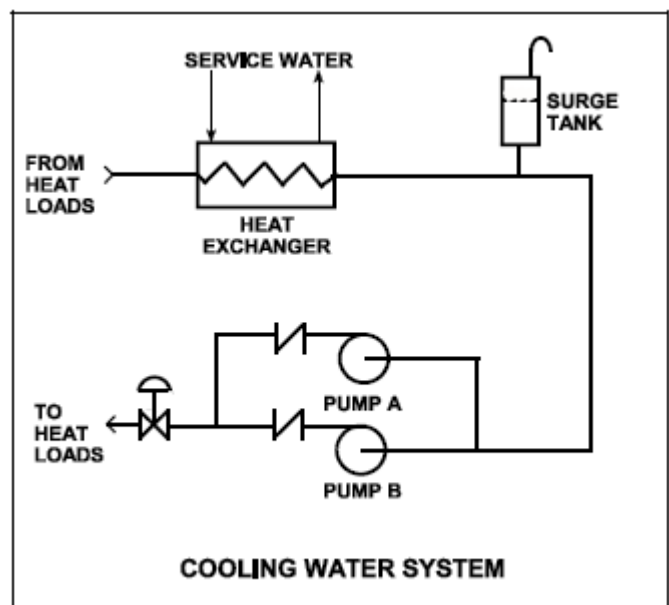 SERVICE WATER
SURGE
TANK
FROM
HEAT
LOADS
HEAT
EXCHANGER
PUMP A
TO
HEAT
LOADS
PUMP B
COOLING WATER SYSTEM